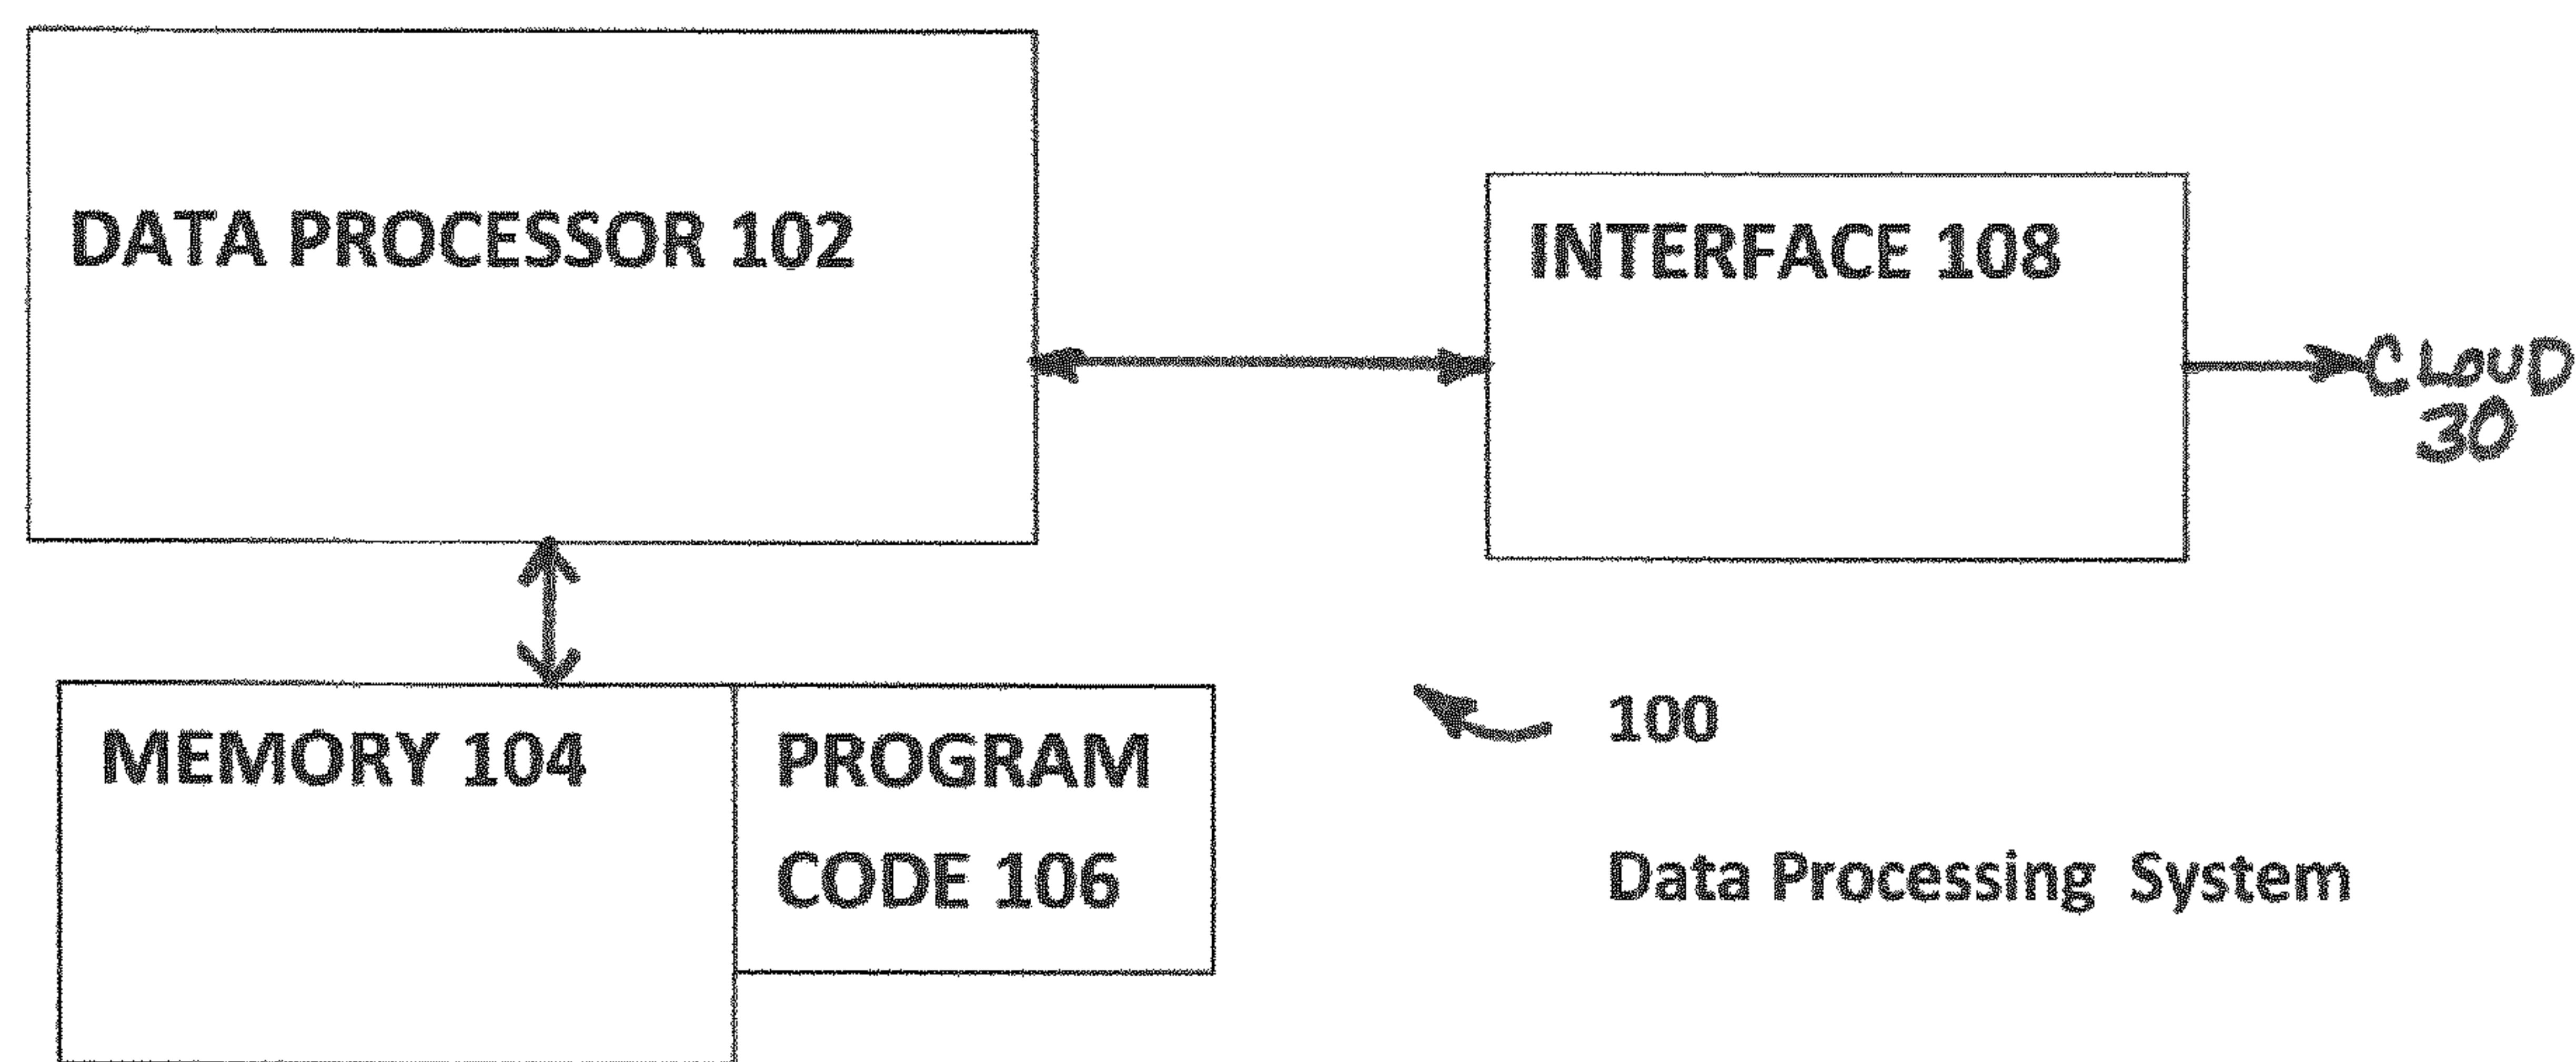 DATA PROCESSOR 102
INTERFACE 108
CLOUD
30
MEMORY 104
PROGRAM
CODE 106
100
Data Processing System